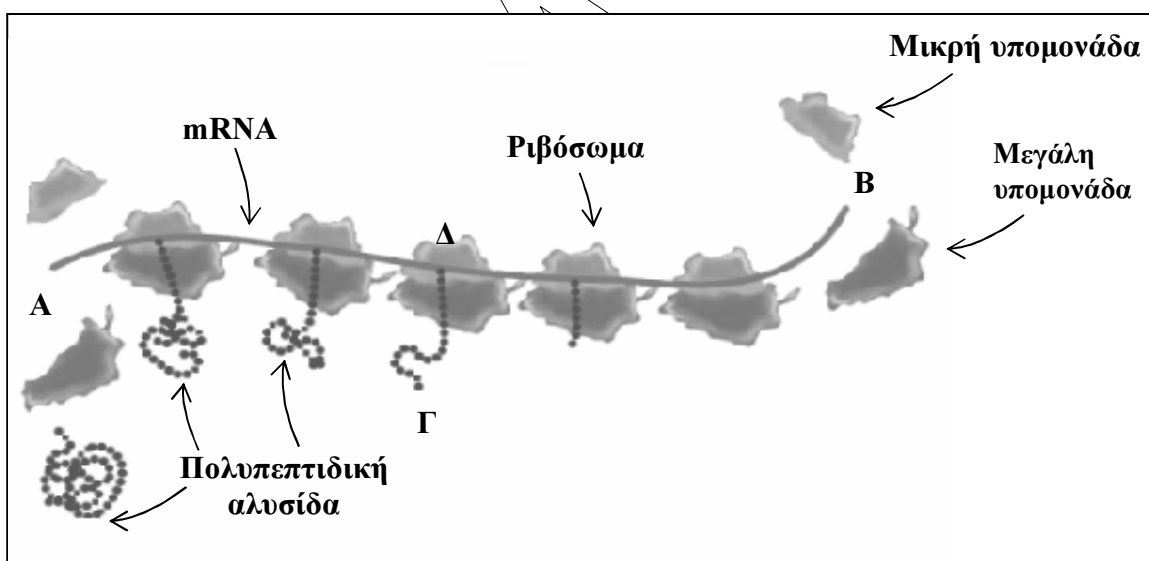 Μικρή υπομονάδα
mRNA
Ριβόσωμα
Μεγάλη
υπομονάδα
Β
Δ
Α
Γ
Πολυπεπτιδική
αλυσίδα